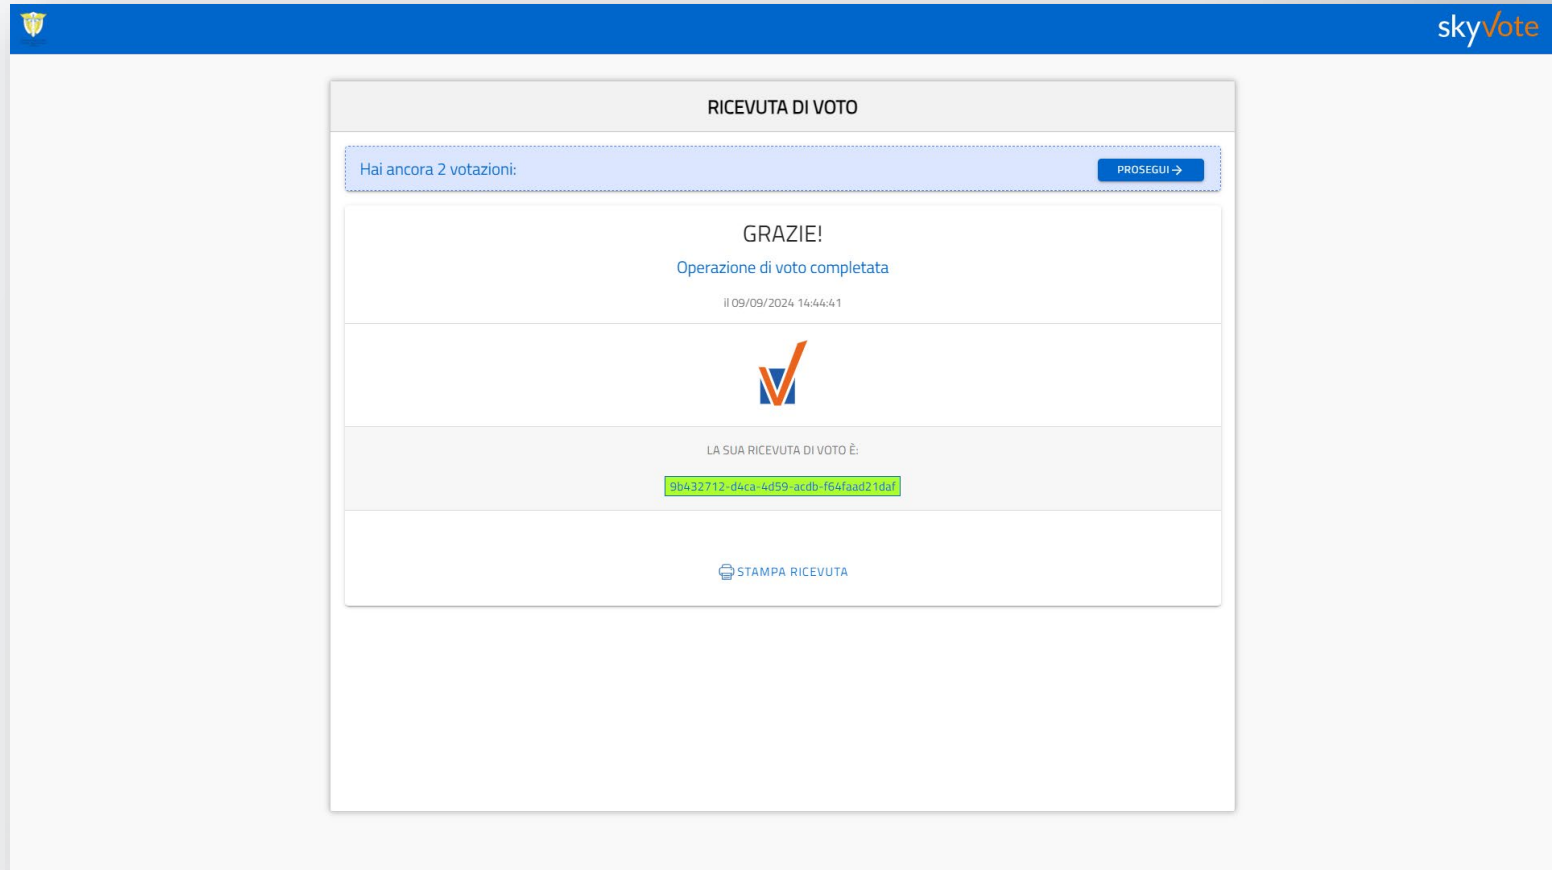 skyvote
RICEVUTA DI VOTO
Hai ancora 2 votazioni:
PROSEGUI
GRAZIE!
Operazione di voto completata
il 09/09/2024 14:44:41
LA SUA RICEVUTA DI VOTO È:
9b432712-d4ca-4d59-acdb-f64faad21daf
STAMPA RICEVUTA